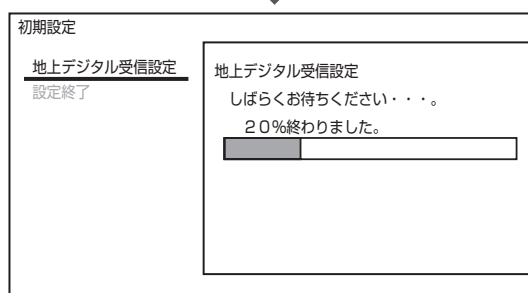 初期設定
地上デジタル受信設定
設定終了
地上デジタル受信設定
しばらくお待ちください・・・。
２０％終わりました。